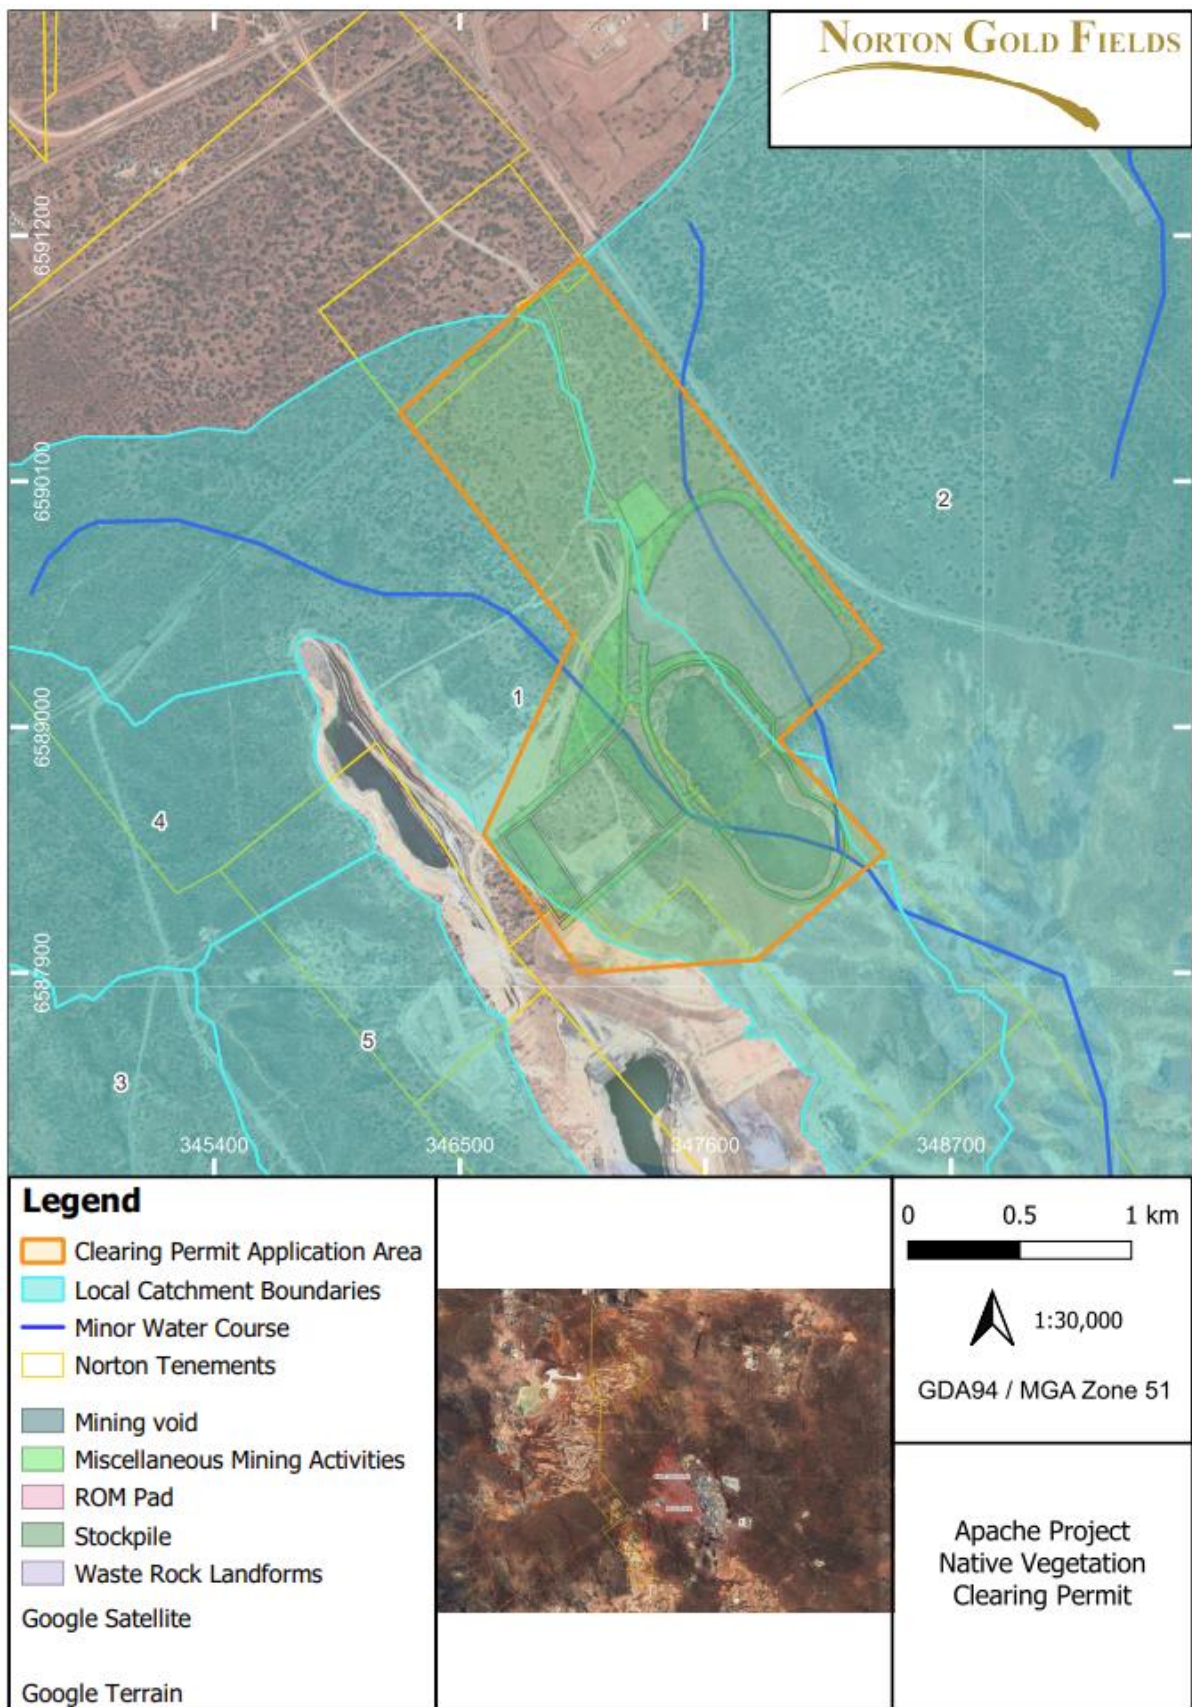 NORTON GOLD FIELDS
6591200
2
6590100
1
6589000
4
6587900
5
3
345400 346500 347600 348700
Legend
Clearing Permit Application Area
Local Catchment Boundaries
Minor Water Course
Norton Tenements
Mining void
Miscellaneous Mining Activities
ROM Pad
Stockpile
Waste Rock Landforms
Google Satellite
Google Terrain
0 0.5 1 km
1:30,000
GDA94 / MGA Zone 51
Apache Project
Native Vegetation
Clearing Permit